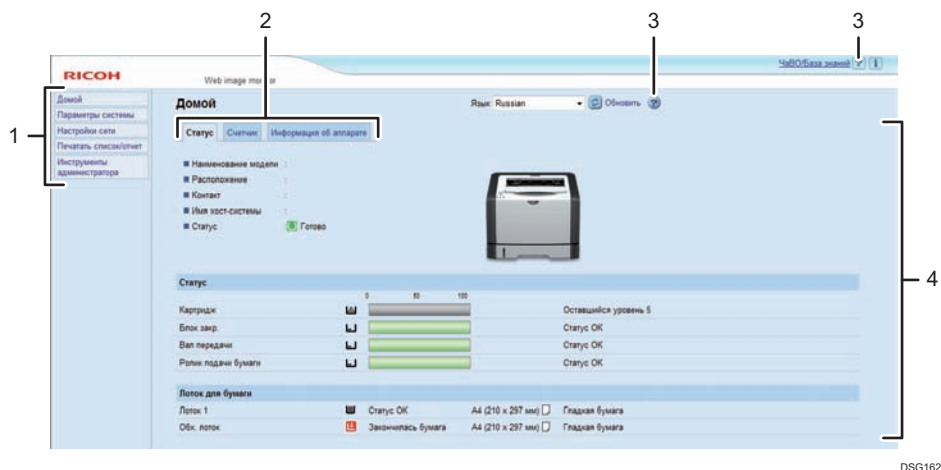 2 3 3
ЧаВО/База знаний ? i
RICOH
Web image mon or
1
Домой
Параметры системы
Настройки сети
Печатать список/отчет
Инструменты
администратора
Домой
Язык Russian Обновить ?
Статус Счетчик Информация об аппарате
Наименование модели :
Расположение :
Контакт :
Имя хост-системы :
Статус : Готово
4
Статус
0 50 100
Картридж Оставшийся уровень 5
Блок закр. Статус ОК
Вал передачи Статус ОК
Ролик подачи бумаги Статус ОК
Лоток для бумаги
Лоток 1 Статус ОК A4 (210 x 297 мм) Гладкая бумага
Обх. лоток Закончилась бумага A4 (210 x 297 мм) Гладкая бумага
DSG162